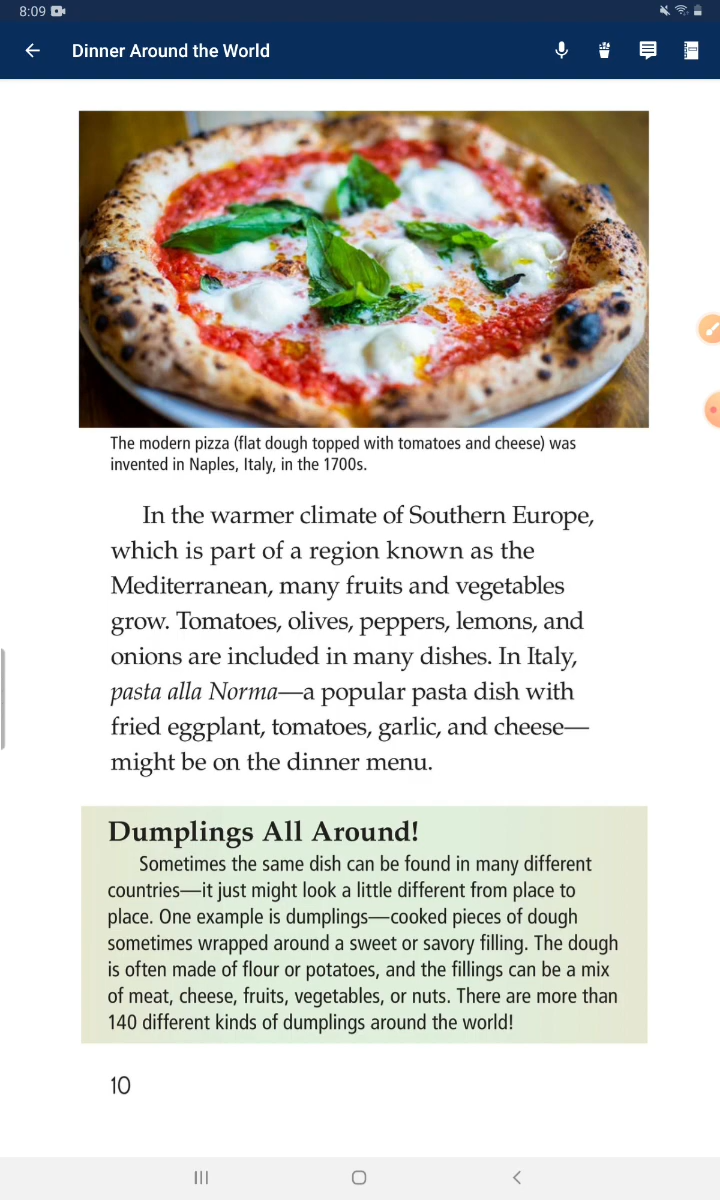 8:09
Dinner Around the World
The modern pizza (flat dough topped with tomatoes and cheese) was
invented in Naples, Italy, in the 1700s.
In the warmer climate of Southern Europe,
which is part of a region known as the
Mediterranean, many fruits and vegetables
grow. Tomatoes, olives, peppers, lemons, and
onions are included in many dishes. In Italy,
pasta alla Norma—a popular pasta dish with
fried eggplant, tomatoes, garlic, and cheese—
might be on the dinner menu.
Dumplings All Around!
Sometimes the same dish can be found in many different
countries—it just might look a little different from place to
place. One example is dumplings—cooked pieces of dough
sometimes wrapped around a sweet or savory filling. The dough
is often made of flour or potatoes, and the fillings can be a mix
of meat, cheese, fruits, vegetables, or nuts. There are more than
140 different kinds of dumplings around the world!
10